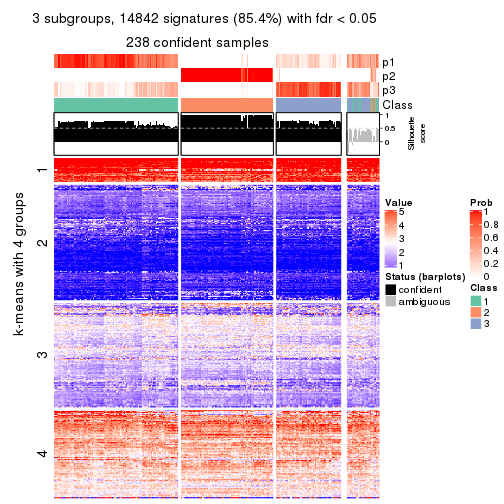 3 subgroups, 14842 signatures (85.4%) with fdr < 0.05
238 confident samples
p1
p2
p3
Class
1
0.5
0
Silhouette
score
k-means with 4 groups
1
2
3
4
Value
5
4
3
2
1
Status (barplots)
confident
ambiguous
Prob
1
0.8
0.6
0.4
0.2
0
Class
1
2
3